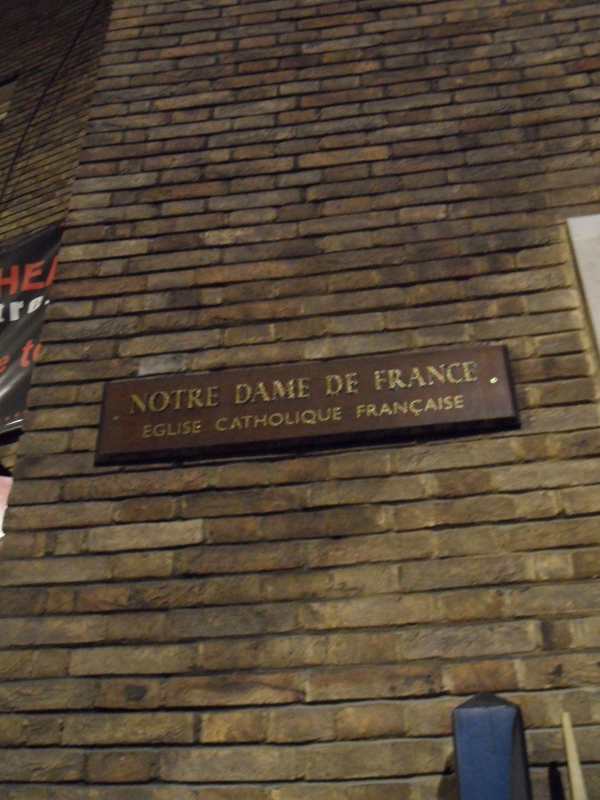 NOTRE DAME DE FRANCE
EGLISE CATHOLIQUE FRANÇAISE